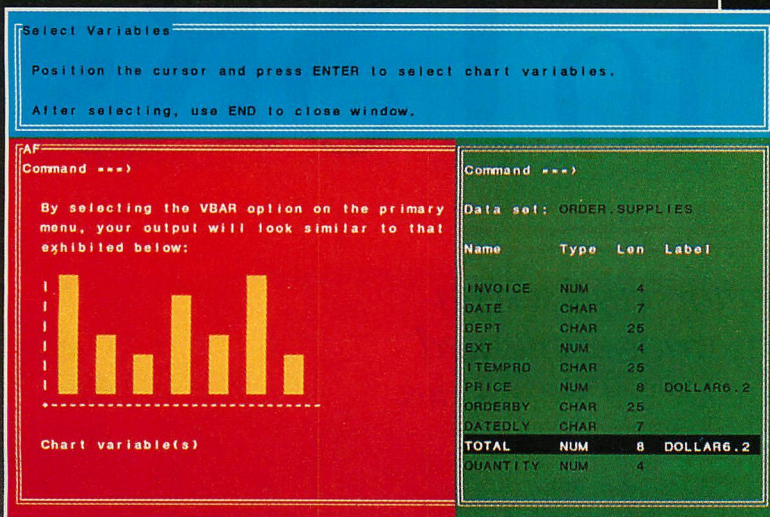 Select Variables
Position the cursor and press ENTER to select chart variables.
After selecting, use END to close window.
AF
Command ===>
By selecting the VBAR option on the primary
menu, your output will look similar to that
exhibited below:
Chart variable(s)
Command ===>
Data set: ORDER.SUPPLIES
Name Type Len Label
INVOICE NUM 4
DATE CHAR 7
DEPT CHAR 25
EXT NUM 4
ITEMPRD CHAR 25
PRICE NUM 8 DOLLAR6.2
ORDERBY CHAR 25
DATEDLY CHAR 7
TOTAL NUM 8 DOLLAR6.2
QUANTITY NUM 4